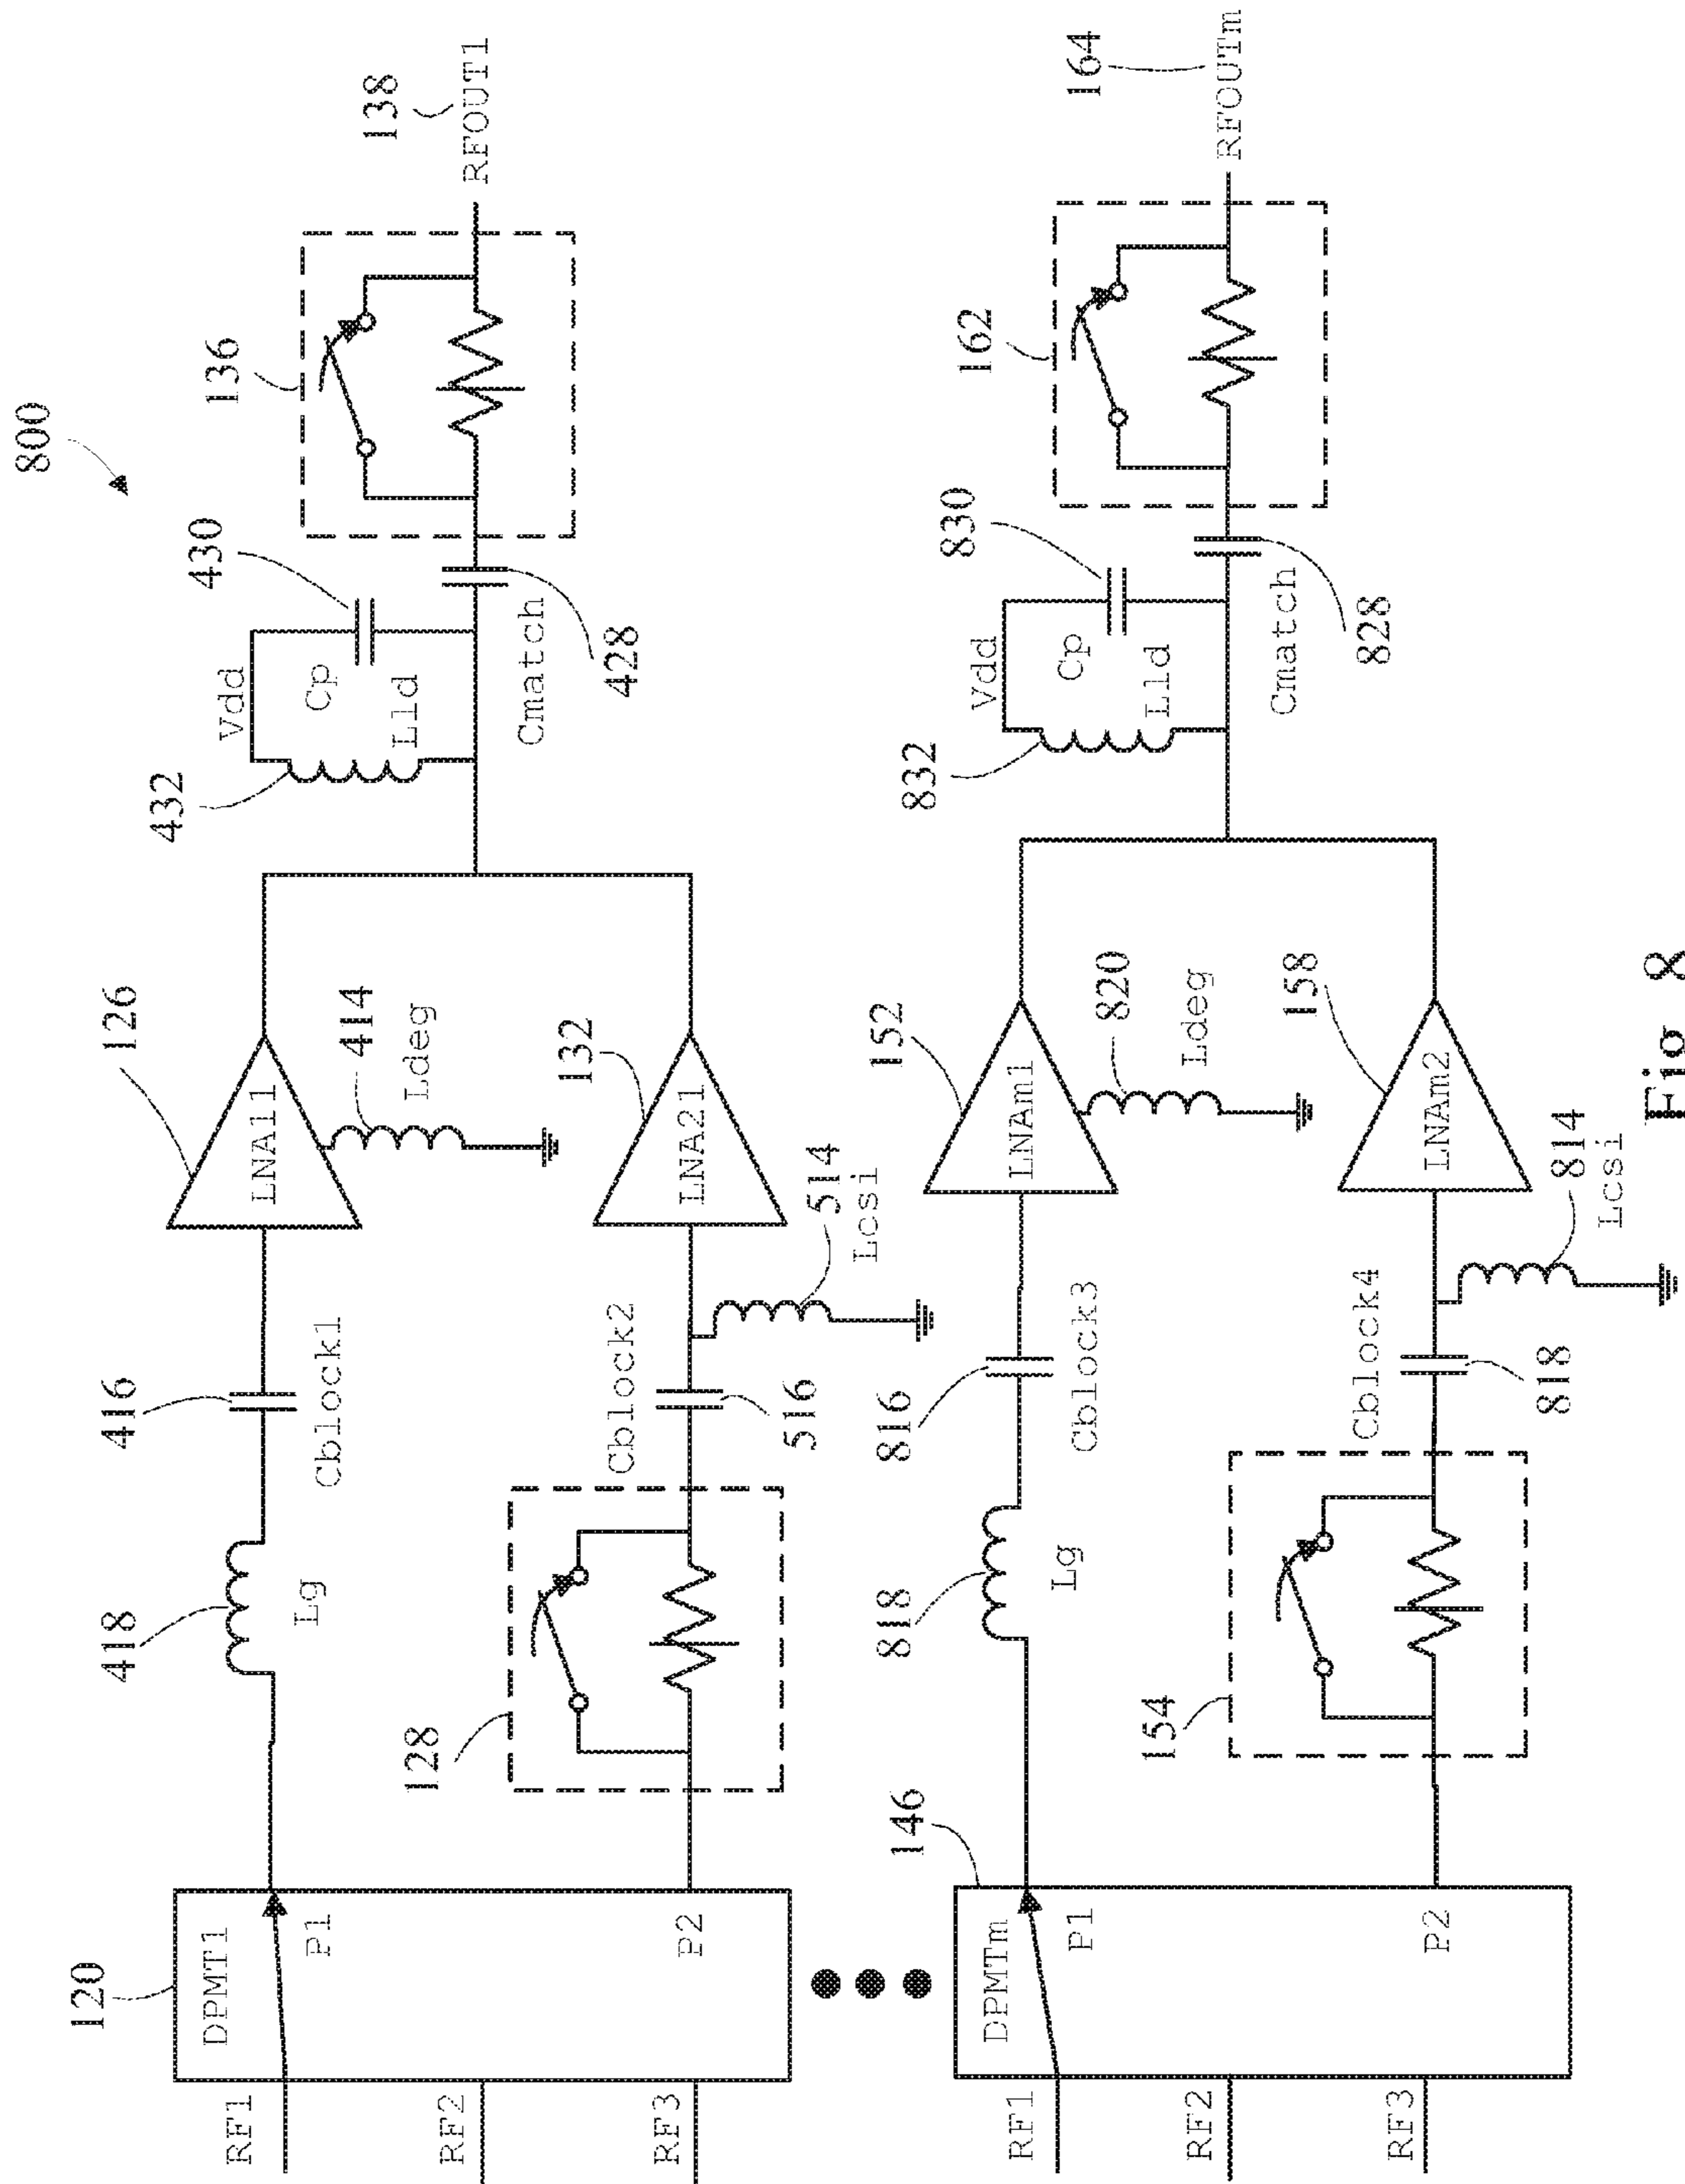 800
120
DPMT1
RF1
RF2
RF3
P1
P2
418
Lg
416
Cblock1
126
LNA11
414
Ldeg
128
Cblock2
516
132
LNA21
514
Lcsi
432
Vdd
430
Cp
Lld
Cmatch
428
136
138
RFOUT1
146
DPMTm
RF1
RF2
RF3
P1
P2
818
Lg
816
Cblock3
152
LNAm1
820
Ldeg
154
Cblock4
818
158
LNAm2
814
Lcsi
832
Vdd
830
Cp
Lld
Cmatch
828
162
164
RFOUTm
Fig 8